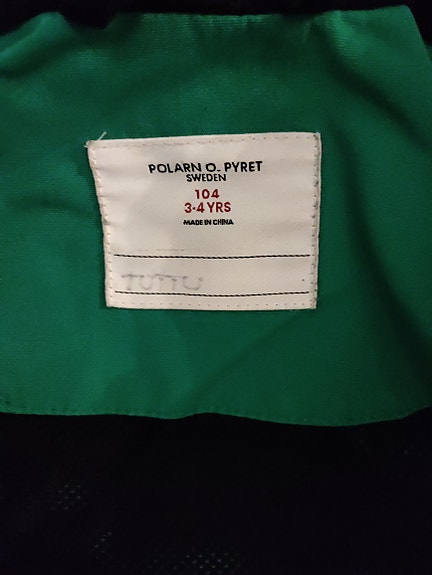 POLARN O. PYRET
SWEDEN
104
3-4 YRS
MADE IN CHINA
TUTTU